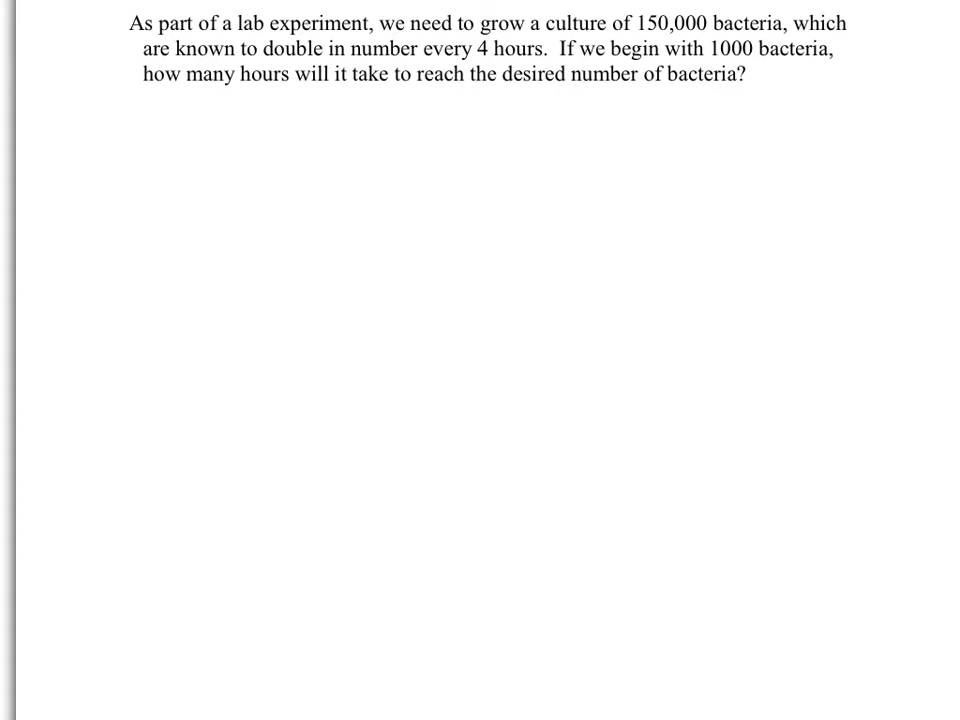 As part of a lab experiment, we need to grow a culture of 150,000 bacteria, which
are known to double in number every 4 hours.  If we begin with 1000 bacteria,
how many hours will it take to reach the desired number of bacteria?